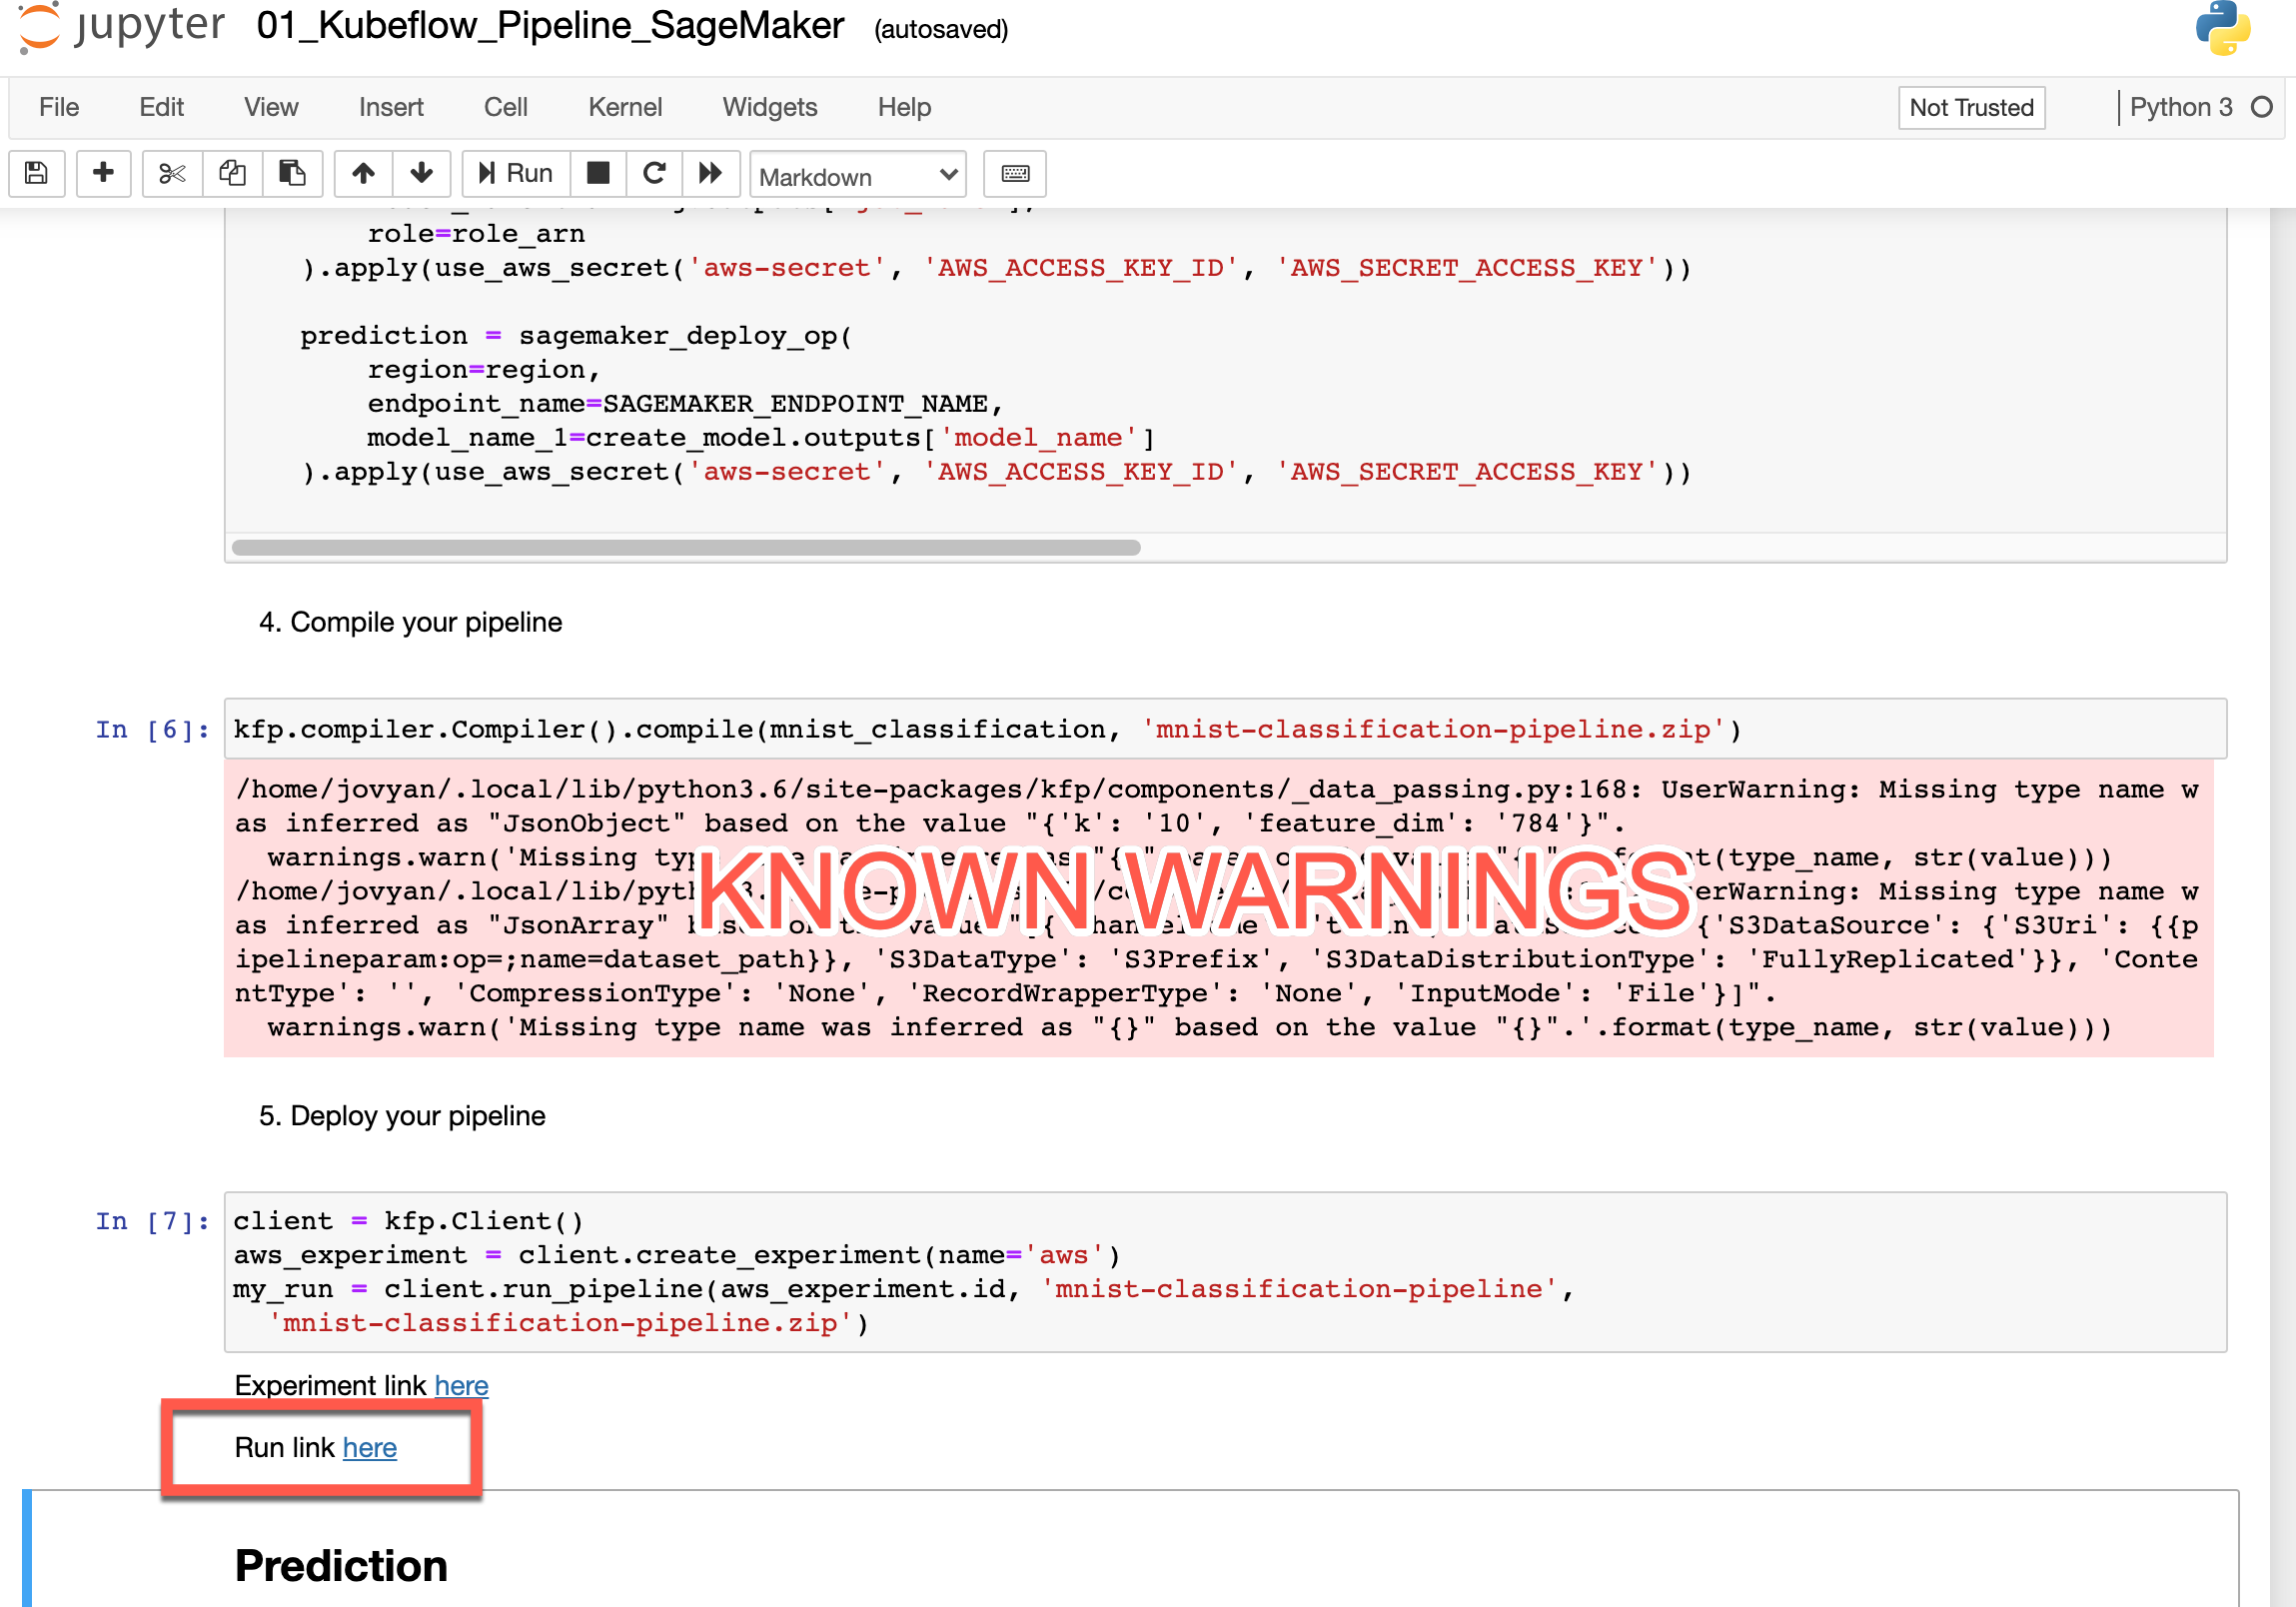 jupyter 01_Kubeflow_Pipeline_SageMaker (autosaved)
File Edit View Insert Cell Kernel Widgets Help Not Trusted Python 3
Run Markdown
role=role_arn
).apply(use_aws_secret('aws-secret', 'AWS_ACCESS_KEY_ID', 'AWS_SECRET_ACCESS_KEY'))
prediction = sagemaker_deploy_op(
region=region,
endpoint_name=SAGEMAKER_ENDPOINT_NAME,
model_name_1=create_model.outputs['model_name']
).apply(use_aws_secret('aws-secret', 'AWS_ACCESS_KEY_ID', 'AWS_SECRET_ACCESS_KEY'))
4. Compile your pipeline
In [6]: kfp.compiler.Compiler().compile(mnist_classification, 'mnist-classification-pipeline.zip')
/home/jovyan/.local/lib/python3.6/site-packages/kfp/components/_data_passing.py:168: UserWarning: Missing type name w
as inferred as "JsonObject" based on the value "{'k': '10', 'feature_dim': '784'}".
warnings.warn('Missing format(type_name, str(value)))
KNOWN WARNINGS
/home/jovyan/.local/lib/ UserWarning: Missing type name w
as inferred as "JsonArray" {'S3DataSource': {'S3Uri': {{p
ipelineparam:op=;name=dataset_path}}, 'S3DataType': 'S3Prefix', 'S3DataDistributionType': 'FullyReplicated'}}, 'Conte
ntType': '', 'CompressionType': 'None', 'RecordWrapperType': 'None', 'InputMode': 'File'}]".
warnings.warn('Missing type name was inferred as "{}" based on the value "{}".'.format(type_name, str(value)))
5. Deploy your pipeline
In [7]: client = kfp.Client()
aws_experiment = client.create_experiment(name='aws')
my_run = client.run_pipeline(aws_experiment.id, 'mnist-classification-pipeline',
'mnist-classification-pipeline.zip')
Experiment link here
Run link here
Prediction